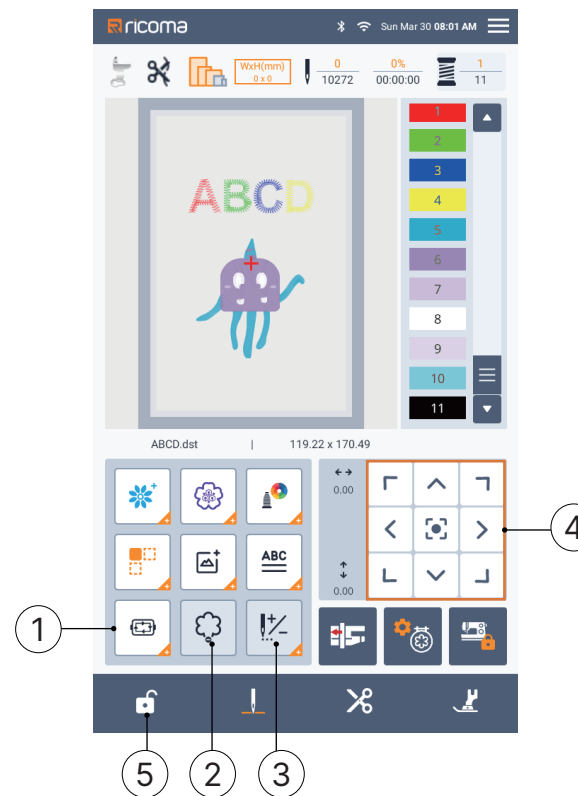 ricoma Sun Mar 30 08:01 AM
WxH(mm) 0 0% 1
0 x 0 10272 00:00:00 11
1
2
3
4
5
6
7
8
9
10
11
ABCD
ABCD.dst | 119.22 x 170.49
0.00
4
ABC
0.00
1
5 2 3